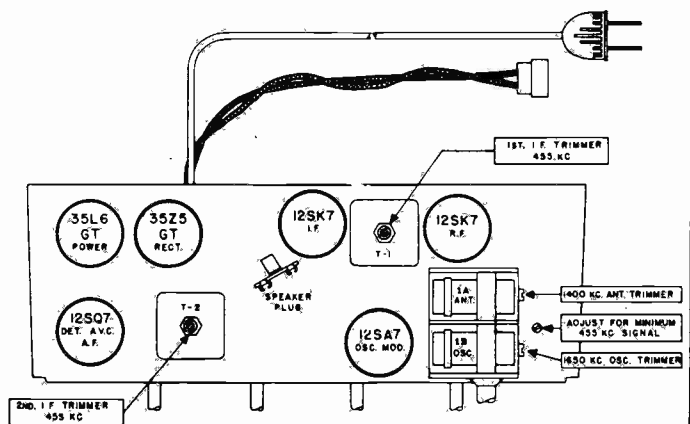 1ST. I.F. TRIMMER
455 KC
35L6
GT
POWER
35Z5
GT
RECT.
12SK7
I.F.
T-1
12SK7
R.F.
SPEAKER
PLUG
1A
ANT.
1400 KC. ANT. TRIMMER
12SQ7
DET. A.V.C.
A.F.
T-2
12SA7
OSC. MOD.
1B
OSC.
ADJUST FOR MINIMUM
455 KC SIGNAL
1650 KC. OSC. TRIMMER
2ND. I.F. TRIMMER
455 KC